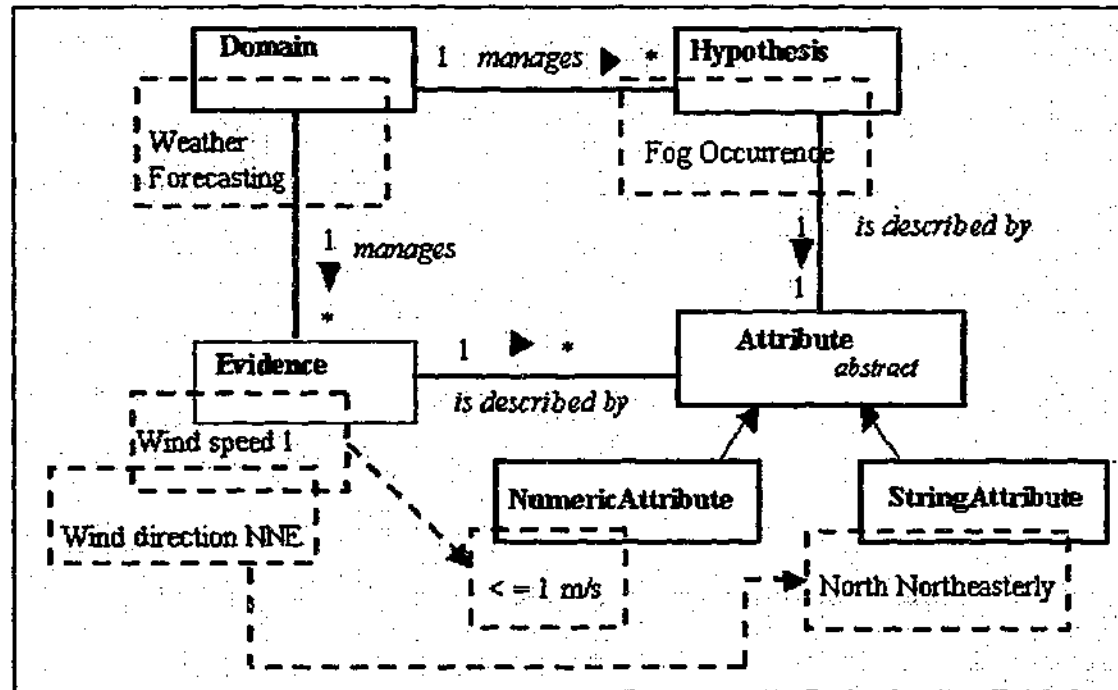 Domain
1 manages *
Hypothesis
Weather
Forecasting
Fog Occurrence
1 manages
*
1 is described by
1
Evidence
1 *
is described by
Attribute
abstract
Wind speed 1
Wind direction NNE
NumericAttribute
StringAttribute
< = 1 m/s
North Northeasterly